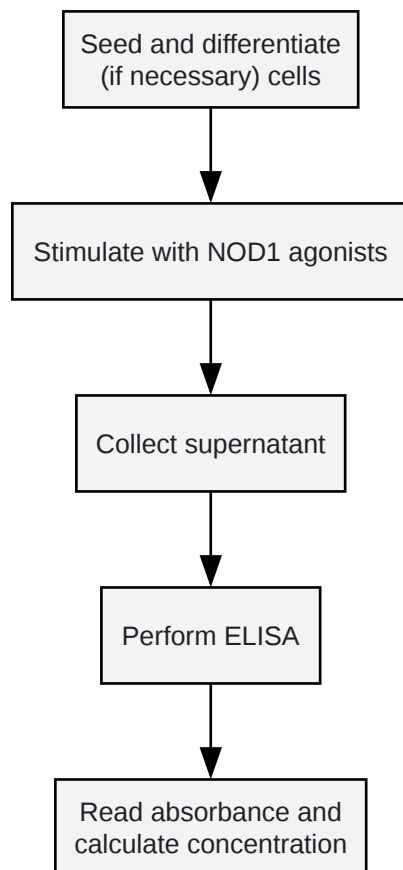 Seed and differentiate
(if necessary) cells
Stimulate with NOD1 agonists
Collect supernatant
Perform ELISA
Read absorbance and
calculate concentration